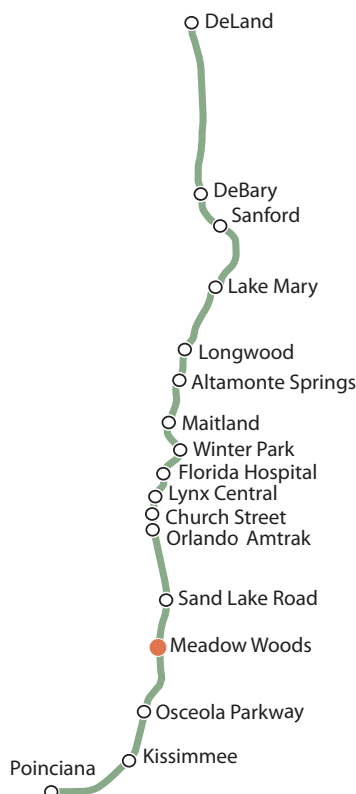 DeLand
DeBary
Sanford
Lake Mary
Longwood
Altamonte Springs
Maitland
Winter Park
Florida Hospital
Lynx Central
Church Street
Orlando Amtrak
Sand Lake Road
Meadow Woods
Osceola Parkway
Kissimmee
Poinciana